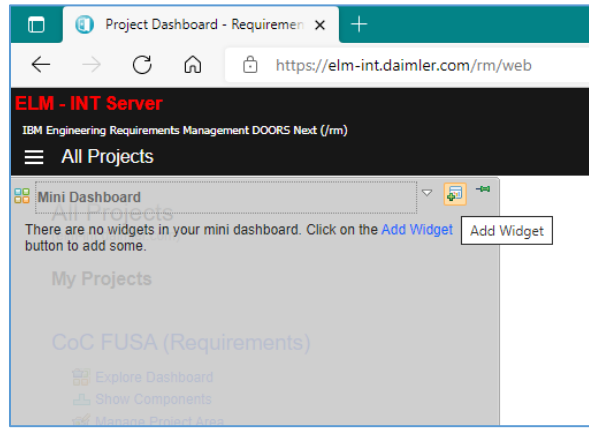 Project Dashboard - Requiremen
https://elm-int.daimler.com/rm/web
ELM - INT Server
IBM Engineering Requirements Management DOORS Next (/rm)
All Projects
Mini Dashboard
All Projects
There are no widgets in your mini dashboard. Click on the Add Widget
button to add some.
Add Widget
My Projects
CoC FUSA (Requirements)
Explore Dashboard
Show Components
Manage Project Area